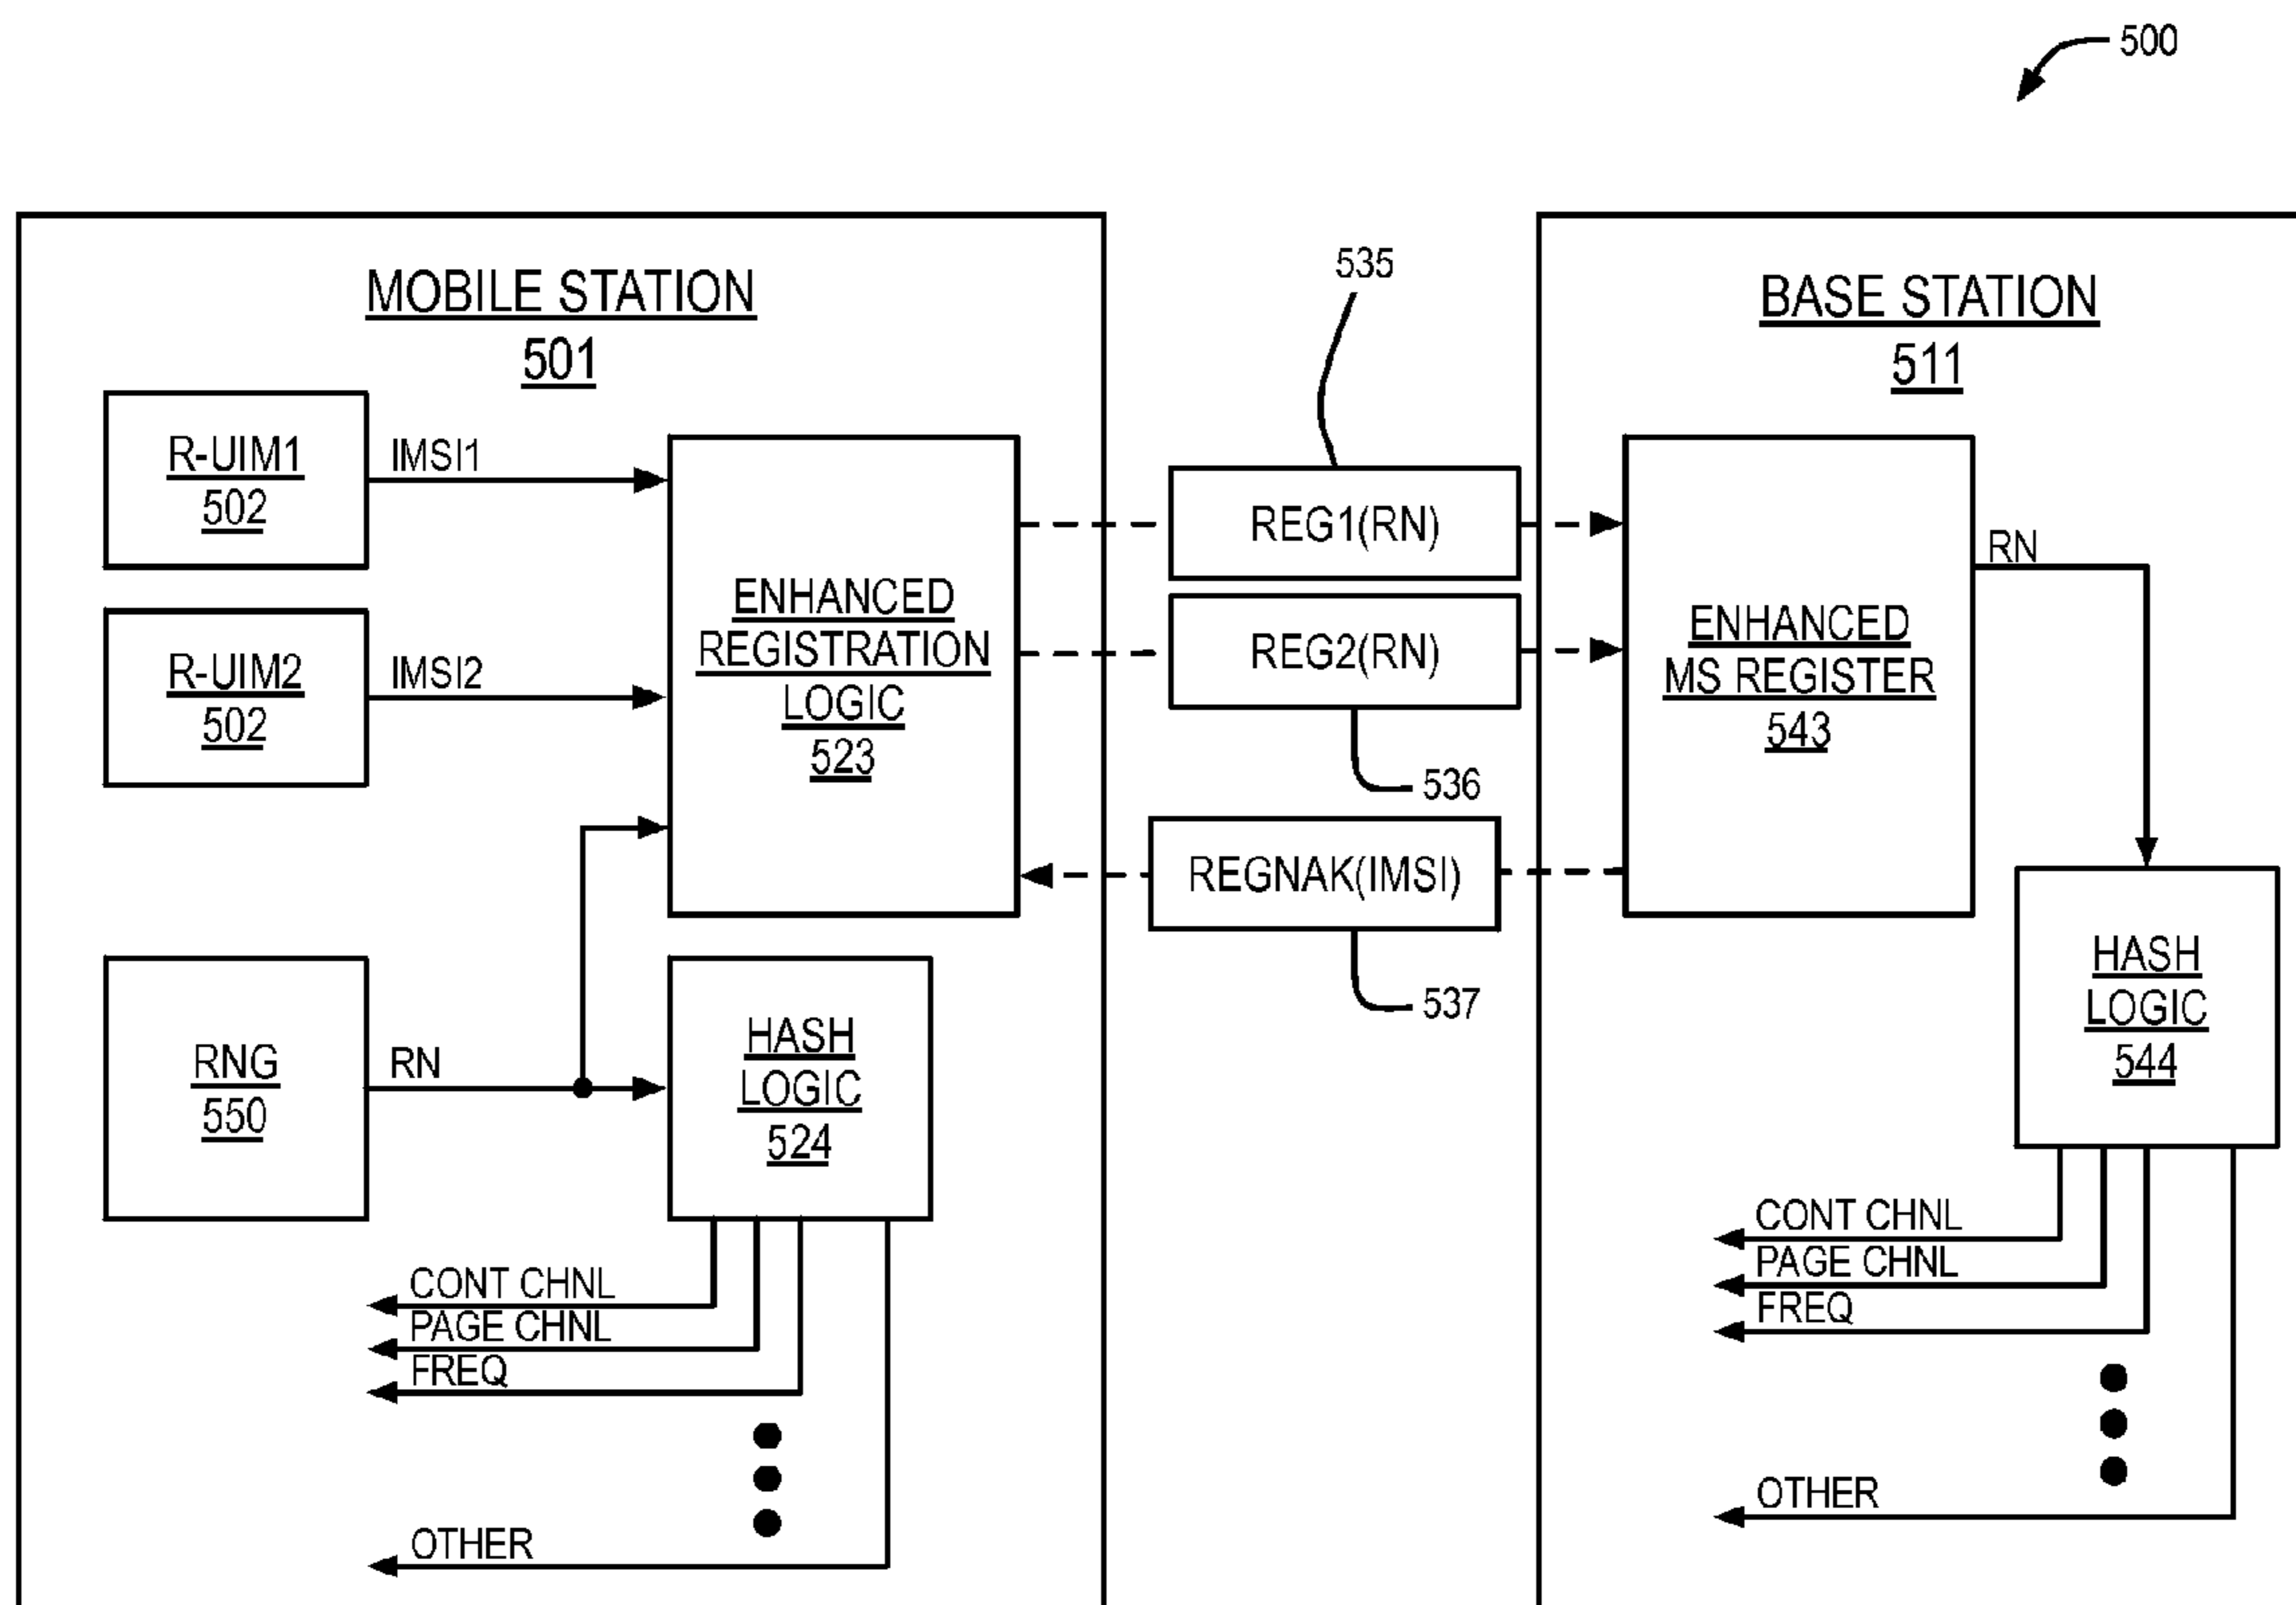 500
MOBILE STATION
501
R-UIM1
502
IMSI1
R-UIM2
502
IMSI2
ENHANCED
REGISTRATION
LOGIC
523
RNG
550
RN
HASH
LOGIC
524
CONT CHNL
PAGE CHNL
FREQ
OTHER
535
REG1(RN)
REG2(RN)
536
REGNAK(IMSI)
537
BASE STATION
511
ENHANCED
MS REGISTER
543
RN
HASH
LOGIC
544
CONT CHNL
PAGE CHNL
FREQ
OTHER